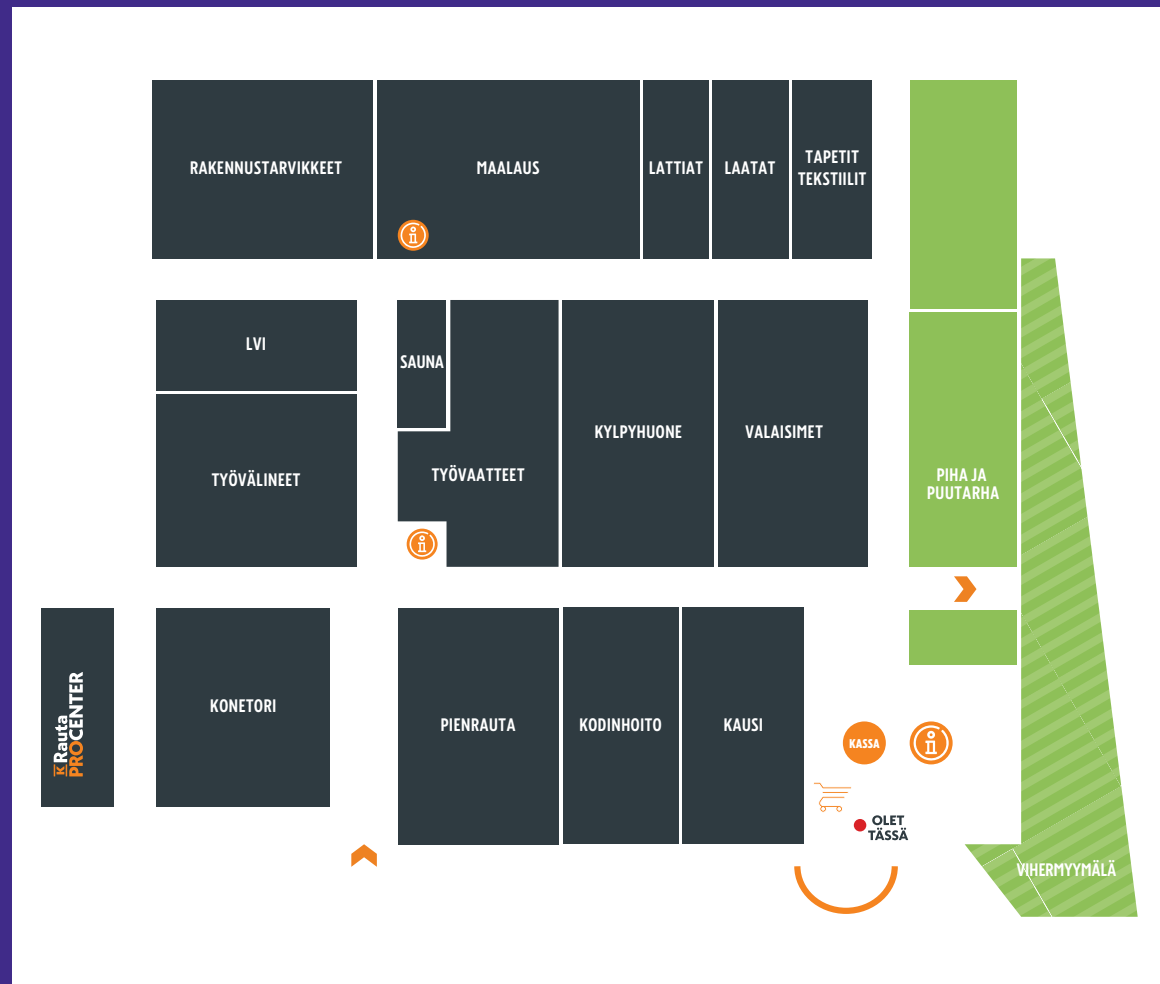 RAKENNUSTARVIKKEET
MAALAUS
LATTIAT
LAATAT
TAPETIT
TEKSTIILIT
LVI
SAUNA
TYÖVÄLINEET
TYÖVAATTEET
KYLPYHUONE
VALAISIMET
PIHA JA
PUUTARHA
K Rauta
PROCENTER
KONETORI
PIENRAUTA
KODINHOITO
KAUSI
KASSA
OLET
TÄSSÄ
VIHERMYYMÄLÄ